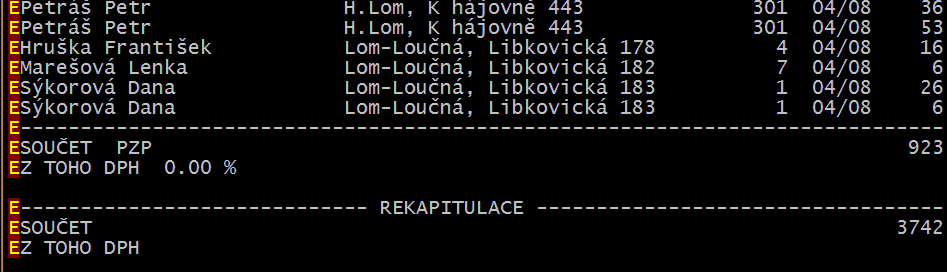 EPetráš Petr H.Lom, K hájovně 443 301 04/08 36
EPetráš Petr H.Lom, K hájovně 443 301 04/08 53
EHruška František Lom-Loučná, Libkovická 178 4 04/08 16
EMarešová Lenka Lom-Loučná, Libkovická 182 7 04/08 6
ESýkorová Dana Lom-Loučná, Libkovická 183 1 04/08 26
ESýkorová Dana Lom-Loučná, Libkovická 183 1 04/08 6
E-----------------------------------------------------------------------------
ESOUČET PZP 923
EZ TOHO DPH 0.00 %
E----------------------------- REKAPITULACE ----------------------------------
ESOUČET 3742
EZ TOHO DPH